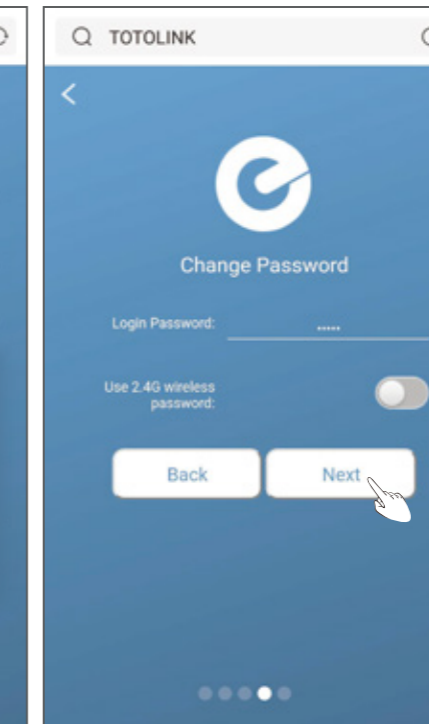 TOTOLINK
Change Password
Login Password: .....
Use 2.4G wireless
password:
Back Next